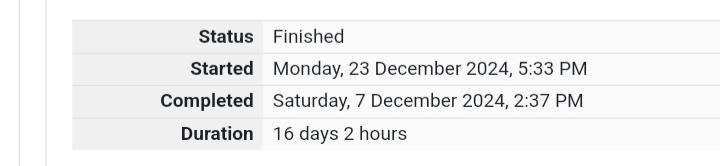 Status Finished
Started Monday, 23 December 2024, 5:33 PM
Completed Saturday, 7 December 2024, 2:37 PM
Duration 16 days 2 hours